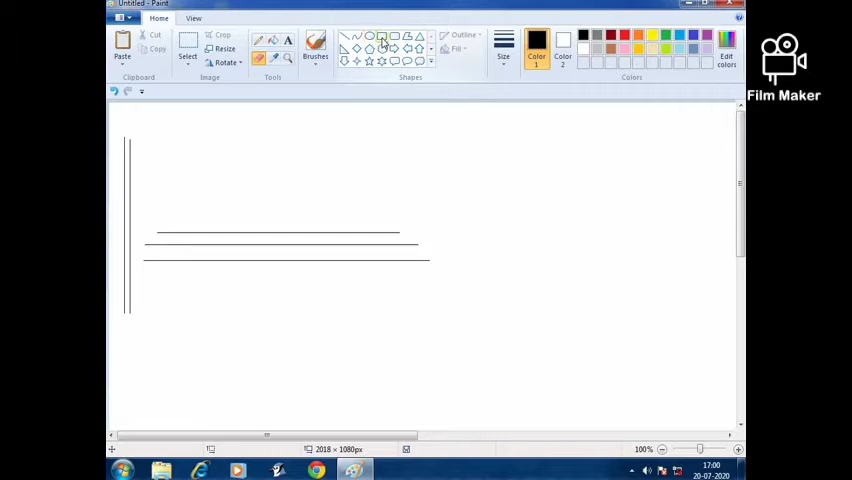 Untitled - Paint
Home View
Paste
Cut
Copy
Clipboard
Select
Crop
Resize
Rotate
Image
A
Tools
Brushes
Shapes
Outline
Fill
Size
Color 1
Color 2
Edit colors
Colors
Film Maker
2018 × 1080px
100%
17:00
20-07-2020